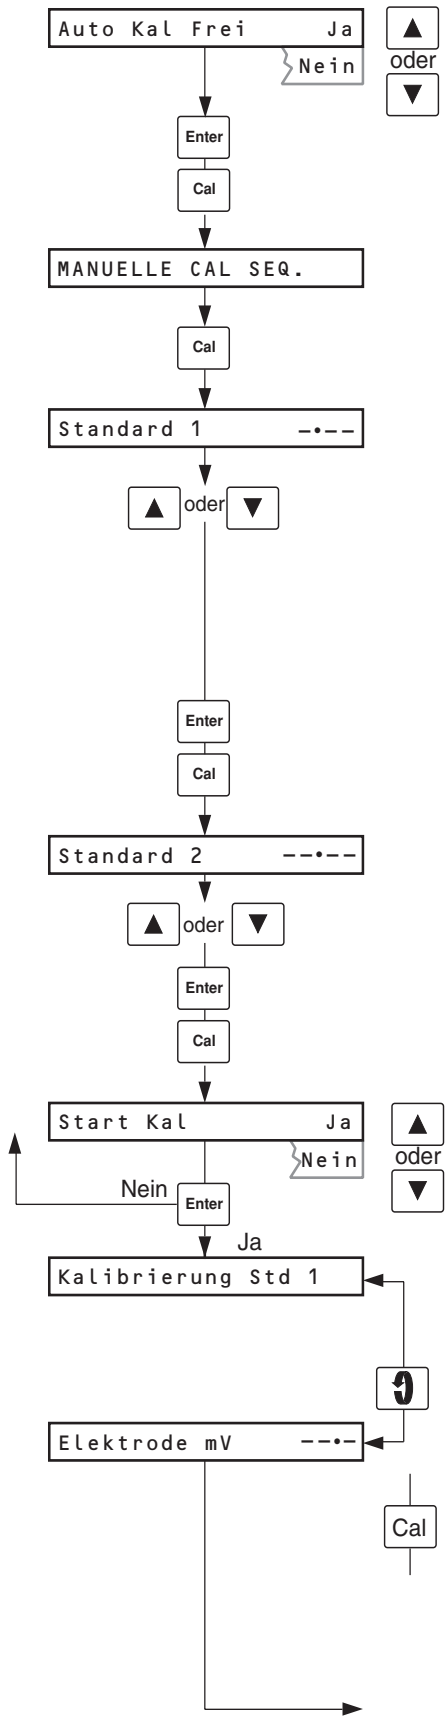 Auto Kal Frei Ja
Nein
oder
Enter
Cal
MANUELLE CAL SEQ.
Cal
Standard 1 –•––
oder
Enter
Cal
Standard 2 ––•––
oder
Enter
Cal
Start Kal Ja
Nein
oder
Nein
Enter
Ja
Kalibrierung Std 1
Elektrode mV ––•–
Cal